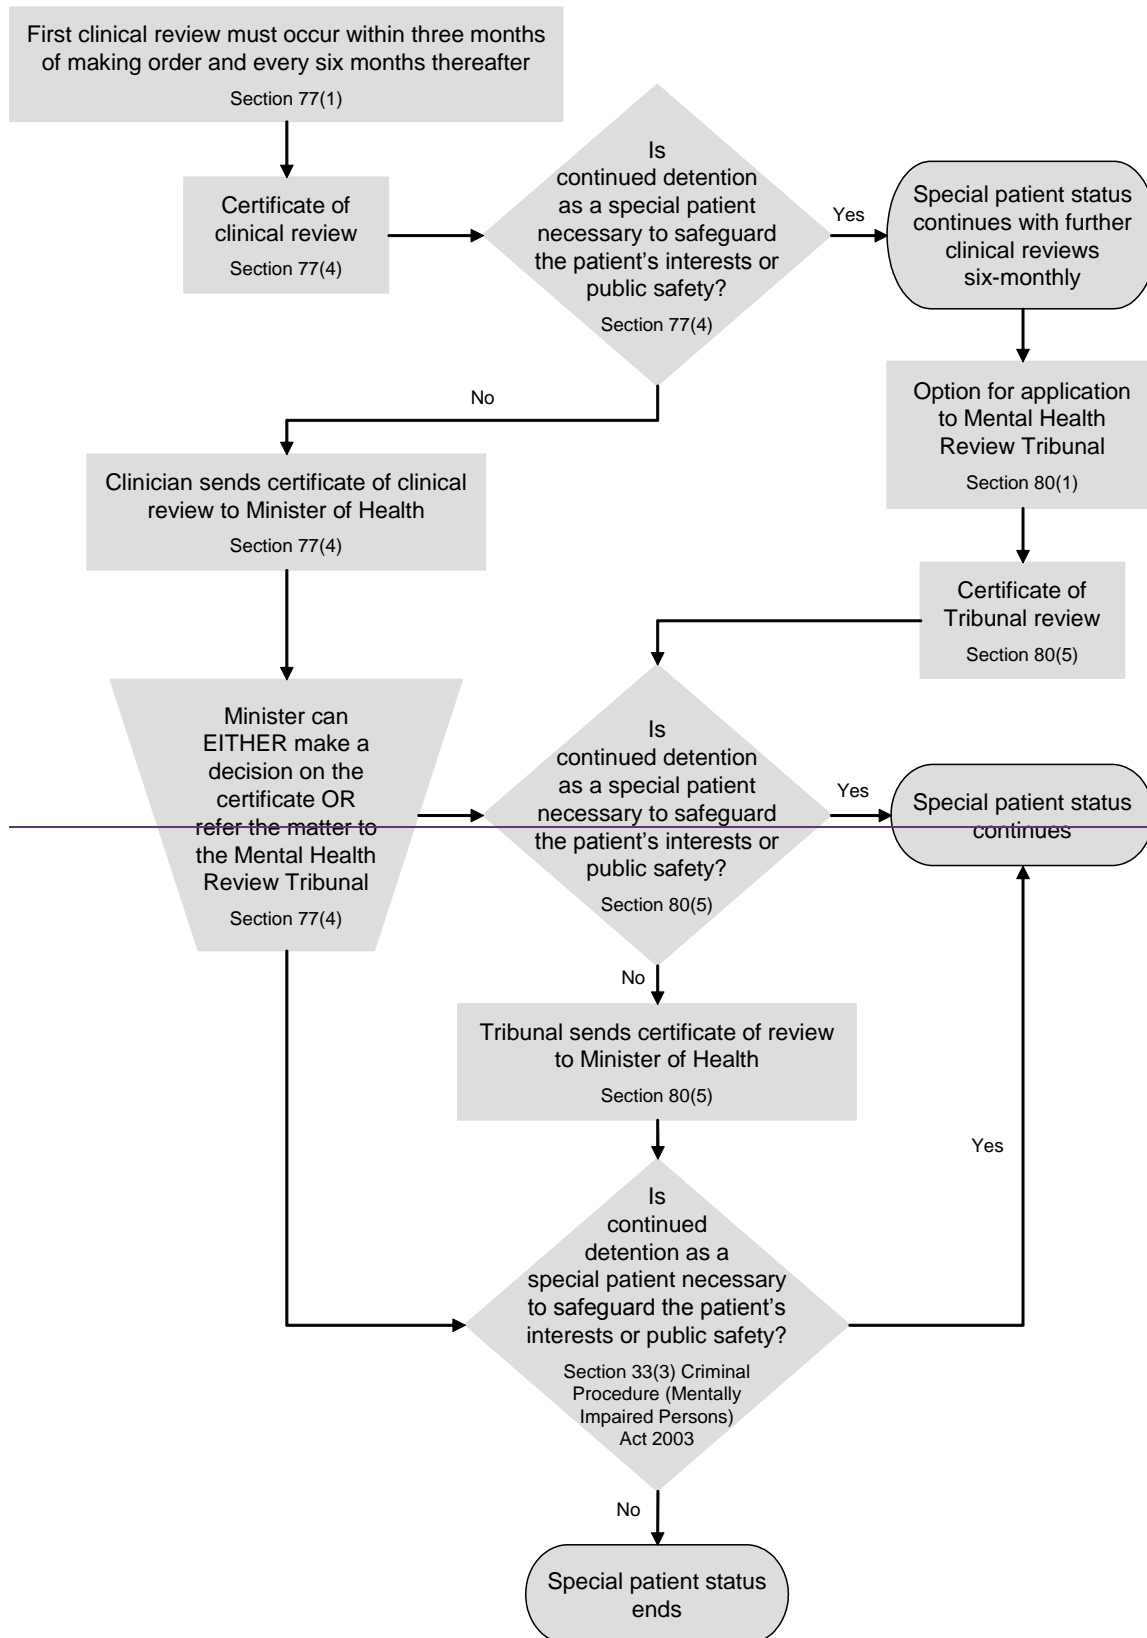 First clinical review must occur within three months
of making order and every six months thereafter
Section 77(1)
Certificate of
clinical review
Section 77(4)
Is
continued detention
as a special patient
necessary to safeguard
the patient’s interests or
public safety?
Section 77(4)
Yes
Special patient status
continues with further
clinical reviews
six-monthly
No
Option for application
to Mental Health
Review Tribunal
Section 80(1)
Clinician sends certificate of clinical
review to Minister of Health
Section 77(4)
Certificate of
Tribunal review
Section 80(5)
Minister can
EITHER make a
decision on the
certificate OR
refer the matter to
the Mental Health
Review Tribunal
Section 77(4)
Is
continued detention
as a special patient
necessary to safeguard
the patient’s interests or
public safety?
Section 80(5)
Yes
Special patient status
continues
No
Tribunal sends certificate of review
to Minister of Health
Section 80(5)
Yes
Is
continued
detention as a
special patient necessary
to safeguard the patient’s
interests or public safety?
Section 33(3) Criminal
Procedure (Mentally
Impaired Persons)
Act 2003
No
Special patient status
ends